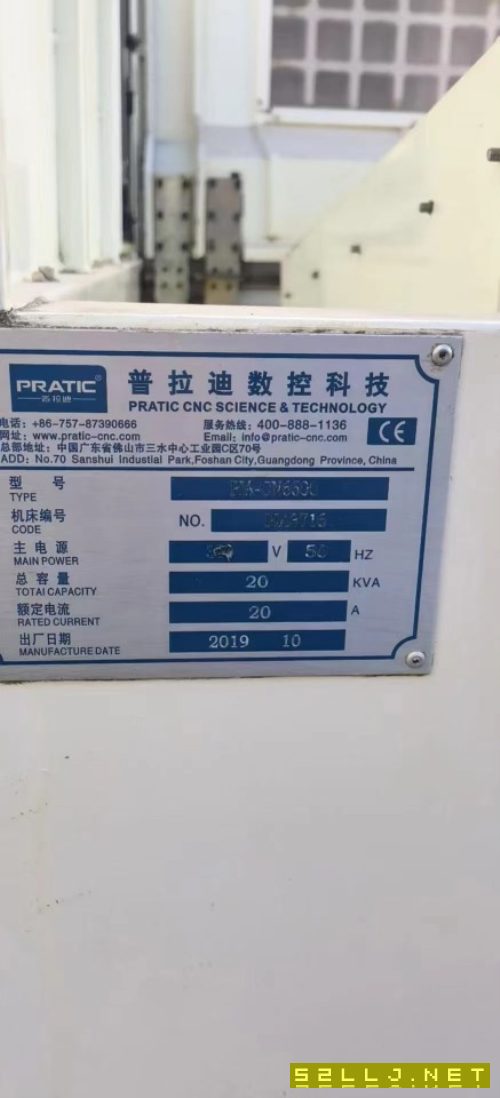 PRATIC®
普拉迪
普拉迪数控科技
PRATIC CNC SCIENCE & TECHNOLOGY
电话: +86-757-87390666 服务热线: 400-888-1136
网址: www.pratic-cnc.com Email: info@pratic-cnc.com
CE
总部地址: 中国广东省佛山市三水中心工业园C区70号
ADD: No.70 Sanshui Industial Park,Foshan City,Guangdong Province, China
型 号
TYPE
机床编号
CODE NO.
主 电 源
MAIN POWER V 50 HZ
总 容 量
TOTAI CAPACITY 20 KVA
额定电流
RATED CURRENT 20 A
出厂日期
MANUFACTURE DATE 2019 10
S2LLJ.NET